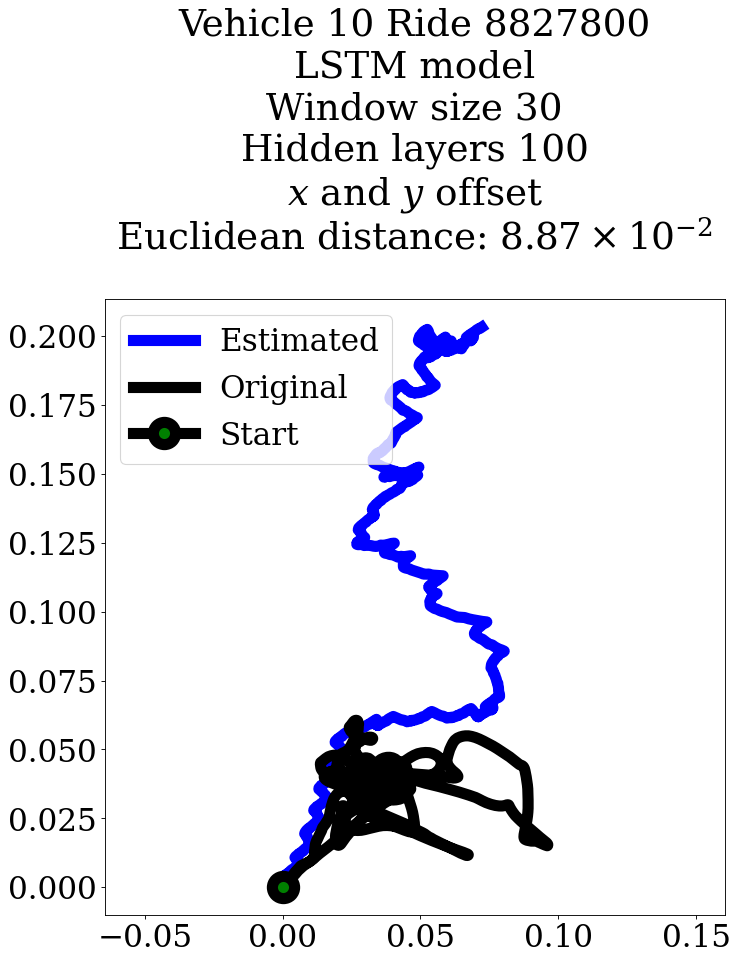 Vehicle 10 Ride 8827800
LSTM model
Window size 30
Hidden layers 100
x and y offset
Euclidean distance: 8.87 × 10⁻²
Estimated
Original
Start
0.200
0.175
0.150
0.125
0.100
0.075
0.050
0.025
0.000
−0.05 0.00 0.05 0.10 0.15